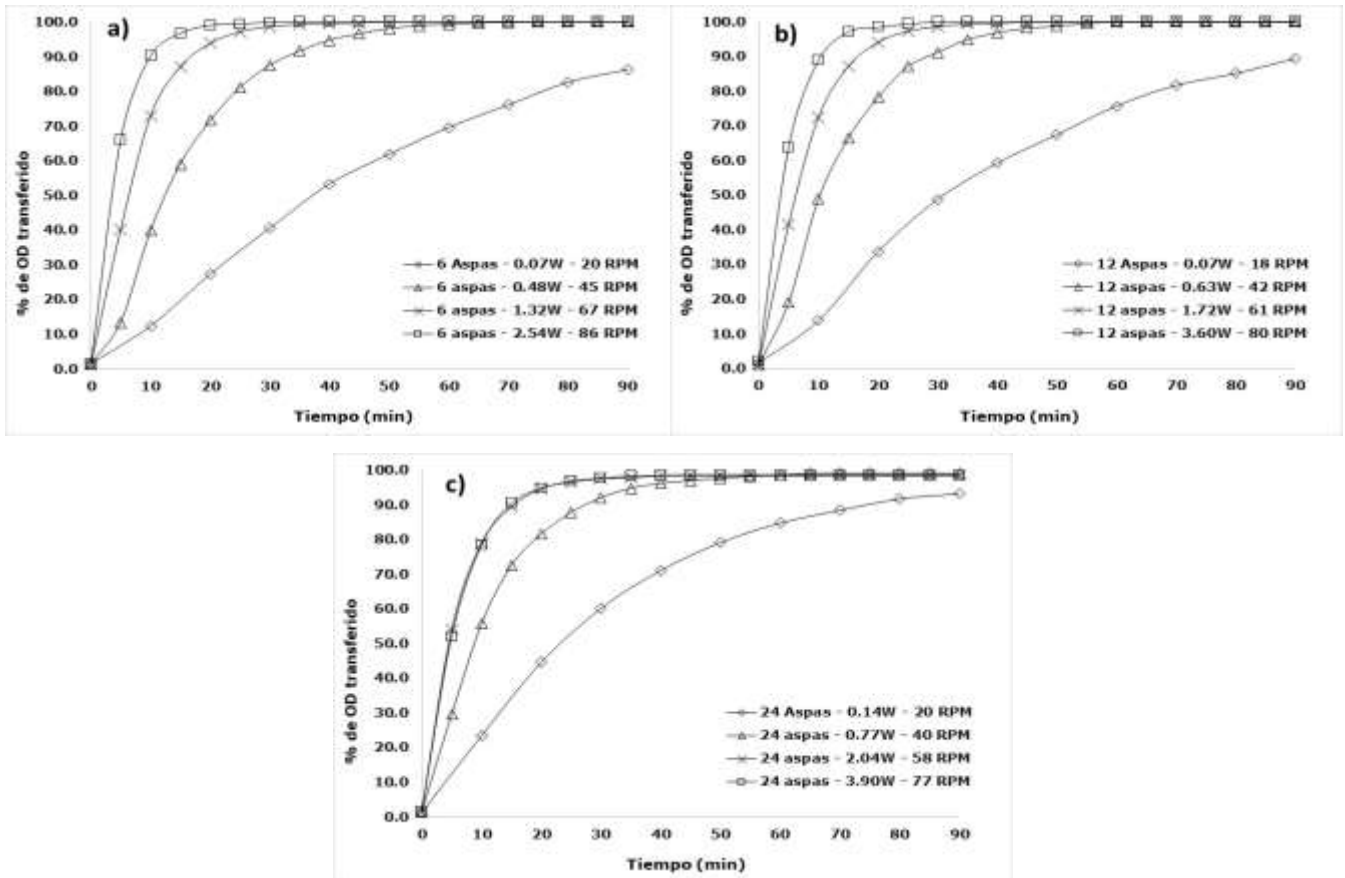 a)
100.0
90.0
80.0
70.0
60.0
50.0
40.0
30.0
20.0
10.0
0.0
% de OD transferido
6 Aspas - 0.07W - 20 RPM
6 aspas - 0.48W - 45 RPM
6 aspas - 1.32W - 67 RPM
6 aspas - 2.54W - 86 RPM
0 10 20 30 40 50 60 70 80 90
Tiempo (min)
b)
100.0
90.0
80.0
70.0
60.0
50.0
40.0
30.0
20.0
10.0
0.0
% de OD transferido
12 Aspas - 0.07W - 18 RPM
12 aspas - 0.63W - 42 RPM
12 aspas - 1.72W - 61 RPM
12 aspas - 3.60W - 80 RPM
0 10 20 30 40 50 60 70 80 90
Tiempo (min)
c)
100.0
90.0
80.0
70.0
60.0
50.0
40.0
30.0
20.0
10.0
0.0
% de OD transferido
24 Aspas - 0.14W - 20 RPM
24 aspas - 0.77W - 40 RPM
24 aspas - 2.04W - 58 RPM
24 aspas - 3.90W - 77 RPM
0 10 20 30 40 50 60 70 80 90
Tiempo (min)